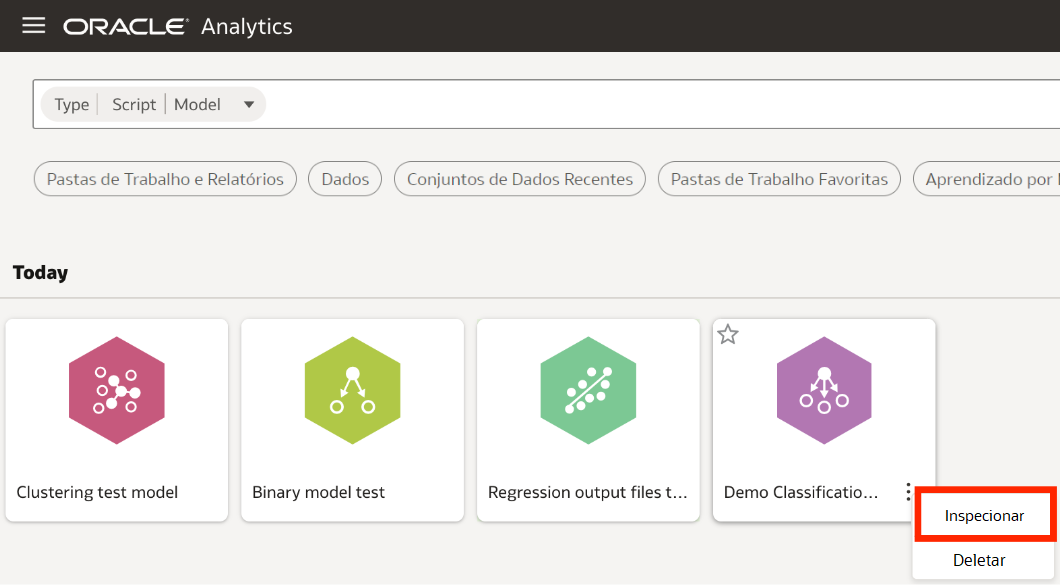 ORACLE Analytics
Type Script Model
Pastas de Trabalho e Relatórios Dados Conjuntos de Dados Recentes Pastas de Trabalho Favoritas Aprendizado por
Today
Clustering test model Binary model test Regression output files t... Demo Classificatio...
Inspecionar
Deletar